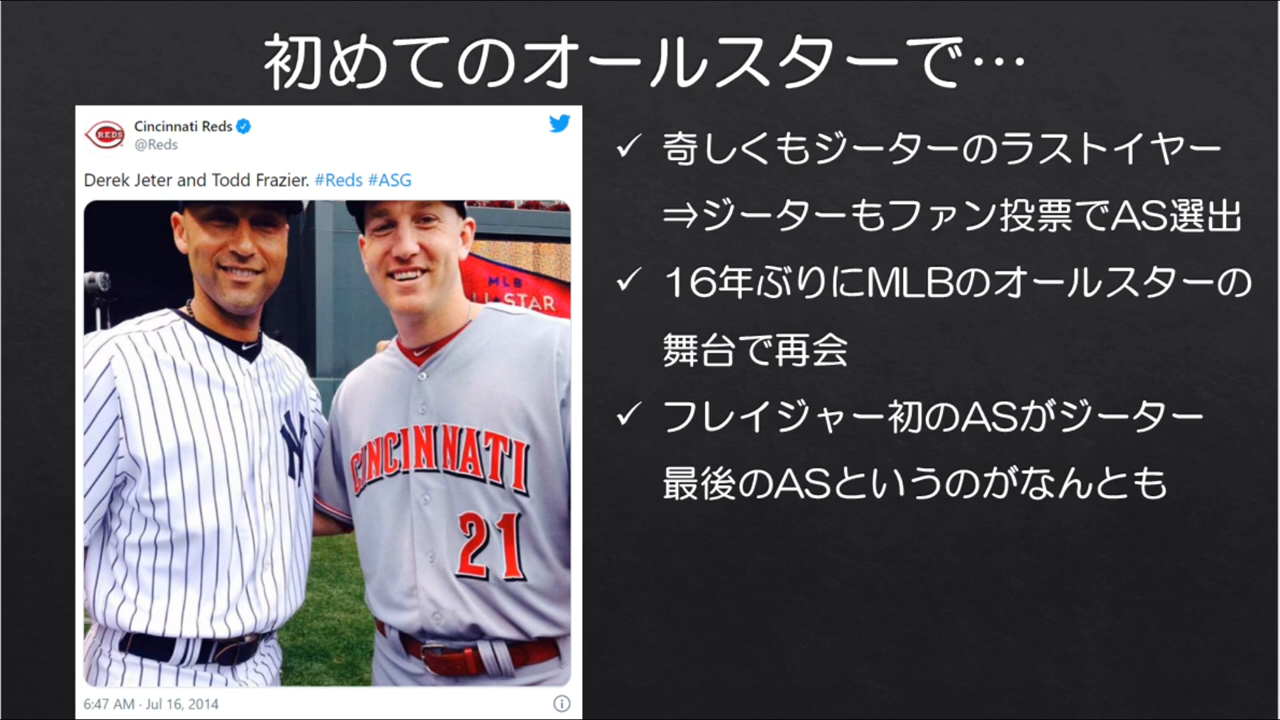 初めてのオールスターで…
REDS
Cincinnati Reds
@Reds
Derek Jeter and Todd Frazier. #Reds #ASG
MLB
LL★STAR
NY
CINCINNATI
21
6:47 AM · Jul 16, 2014
✓ 奇しくもジーターのラストイヤー
⇒ジーターもファン投票でAS選出
✓ 16年ぶりにMLBのオールスターの
舞台で再会
✓ フレイジャー初のASがジーター
最後のASというのがなんとも